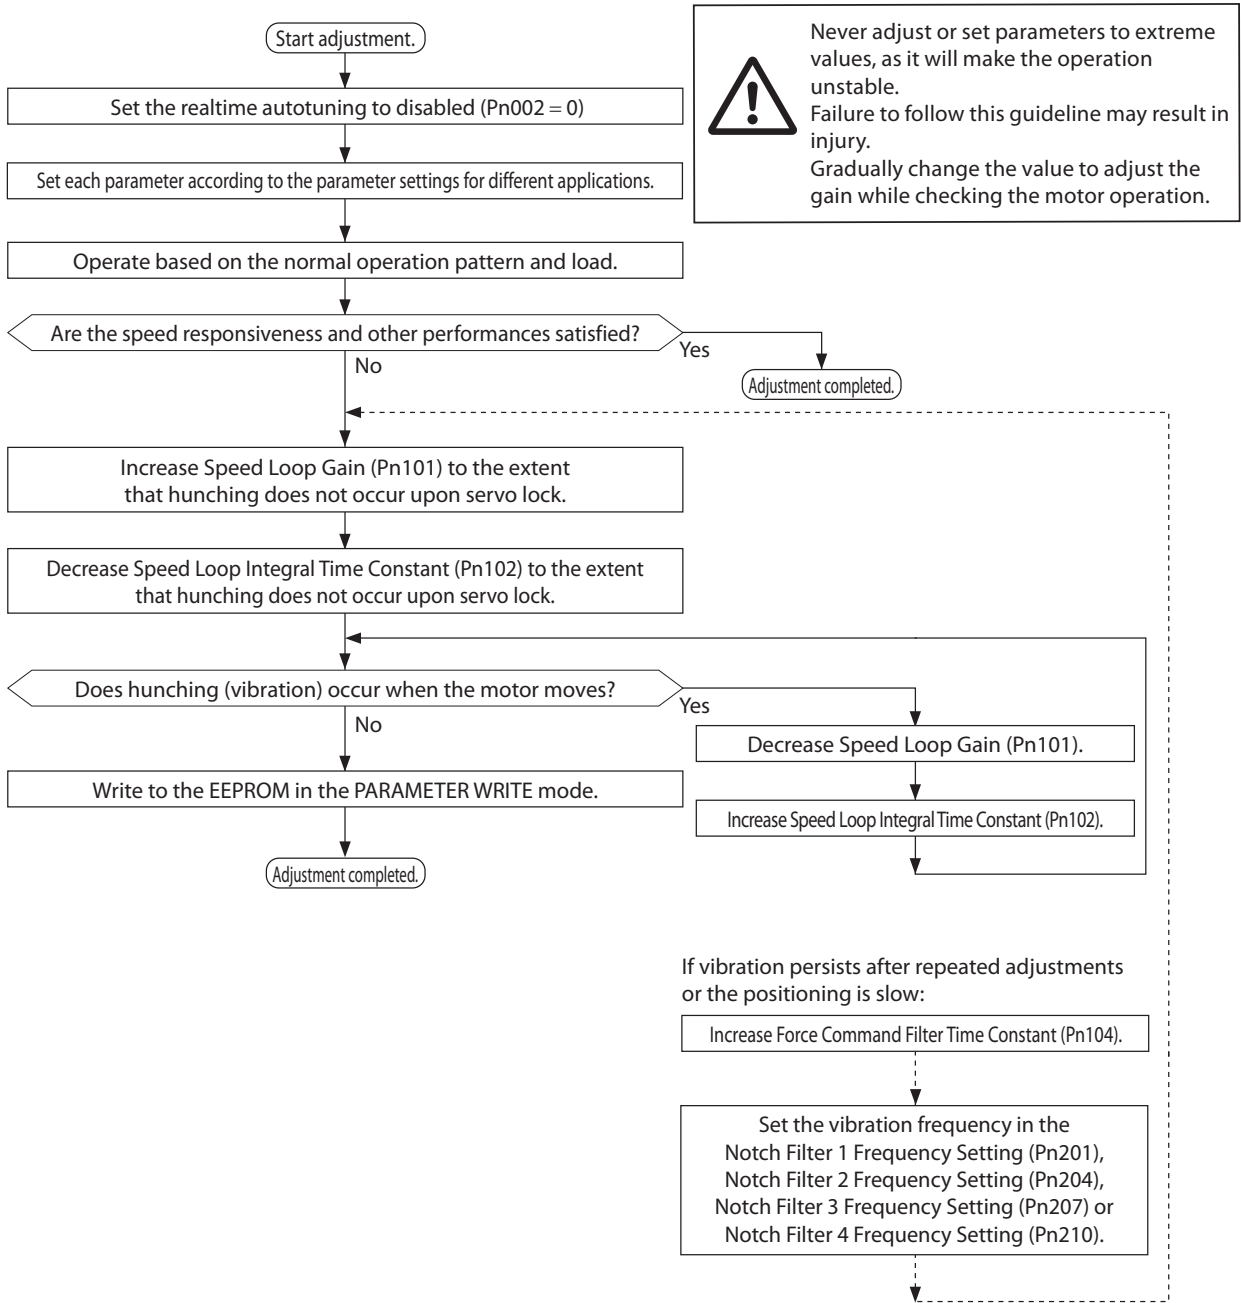 Start adjustment.
Never adjust or set parameters to extreme
values, as it will make the operation
unstable.
Failure to follow this guideline may result in
injury.
Gradually change the value to adjust the
gain while checking the motor operation.
Set the realtime autotuning to disabled (Pn002 = 0)
Set each parameter according to the parameter settings for different applications.
Operate based on the normal operation pattern and load.
Are the speed responsiveness and other performances satisfied?
Yes
No
Adjustment completed.
Increase Speed Loop Gain (Pn101) to the extent
that hunching does not occur upon servo lock.
Decrease Speed Loop Integral Time Constant (Pn102) to the extent
that hunching does not occur upon servo lock.
Does hunching (vibration) occur when the motor moves?
Yes
No
Decrease Speed Loop Gain (Pn101).
Write to the EEPROM in the PARAMETER WRITE mode.
Increase Speed Loop Integral Time Constant (Pn102).
Adjustment completed.
If vibration persists after repeated adjustments
or the positioning is slow:
Increase Force Command Filter Time Constant (Pn104).
Set the vibration frequency in the
Notch Filter 1 Frequency Setting (Pn201),
Notch Filter 2 Frequency Setting (Pn204),
Notch Filter 3 Frequency Setting (Pn207) or
Notch Filter 4 Frequency Setting (Pn210).